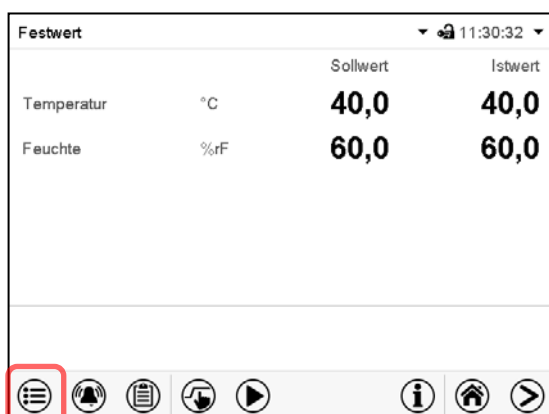 Festwert 11:30:32
Sollwert Istwert
Temperatur °C 40,0 40,0
Feuchte %rF 60,0 60,0